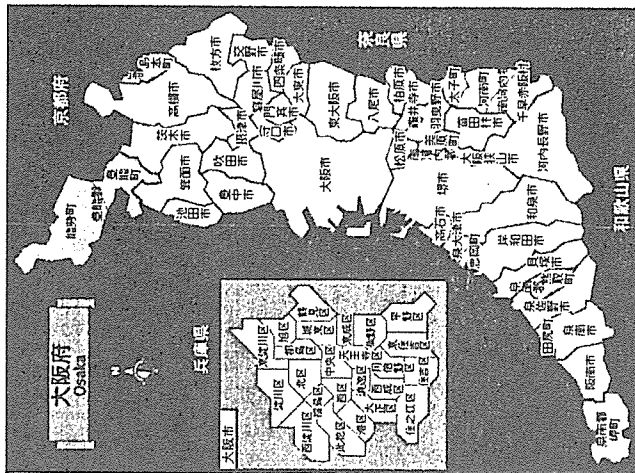 大阪府
Osaka
N
京都府
兵庫県
奈良県
和歌山県
能勢町
豊能郡
豊能町
池田市
箕面市
茨木市
高槻市
島本町
枚方市
交野市
寝屋川市
四條畷市
門真市
守口市
大東市
摂津市
吹田市
豊中市
大阪市
東大阪市
八尾市
柏原市
松原市
藤井寺市
羽曳野市
太子町
河南町
千早赤阪村
富田林市
大阪狭山市
河内長野市
堺市
高石市
泉大津市
忠岡町
和泉市
岸和田市
貝塚市
熊取町
泉佐野市
田尻町
泉南市
阪南市
泉南郡
岬町
大阪市
東淀川区
淀川区
西淀川区
北区
旭区
都島区
城東区
鶴見区
福島区
此花区
西区
中央区
東成区
天王寺区
生野区
港区
大正区
浪速区
西成区
阿倍野区
東住吉区
平野区
住吉区
住之江区